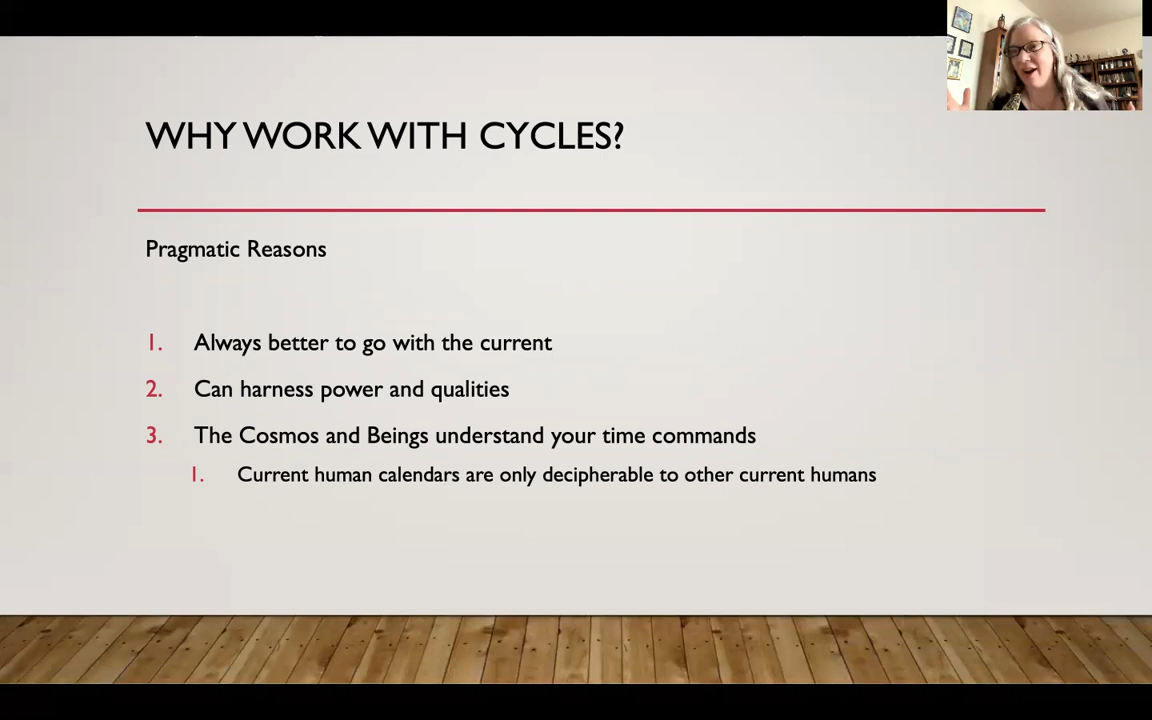 WHY WORK WITH CYCLES?
Pragmatic Reasons
1. Always better to go with the current
2. Can harness power and qualities
3. The Cosmos and Beings understand your time commands
1. Current human calendars are only decipherable to other current humans